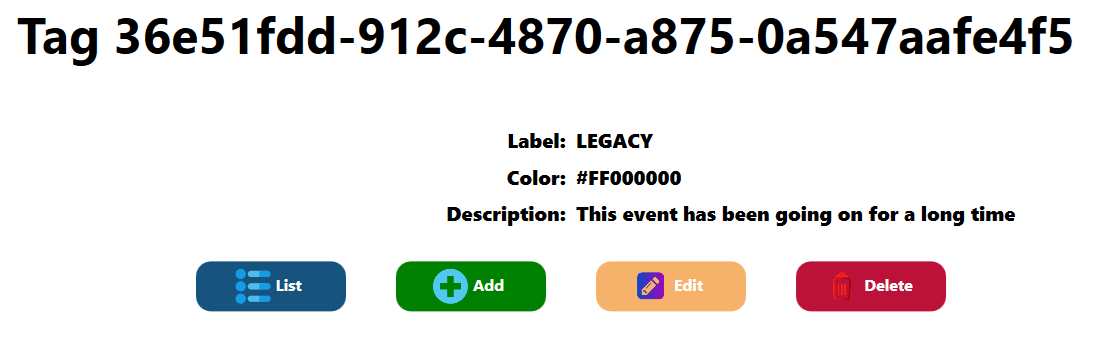 Tag 36e51fdd-912c-4870-a875-0a547aafe4f5
Label: LEGACY
Color: #FF000000
Description: This event has been going on for a long time
List Add Edit Delete